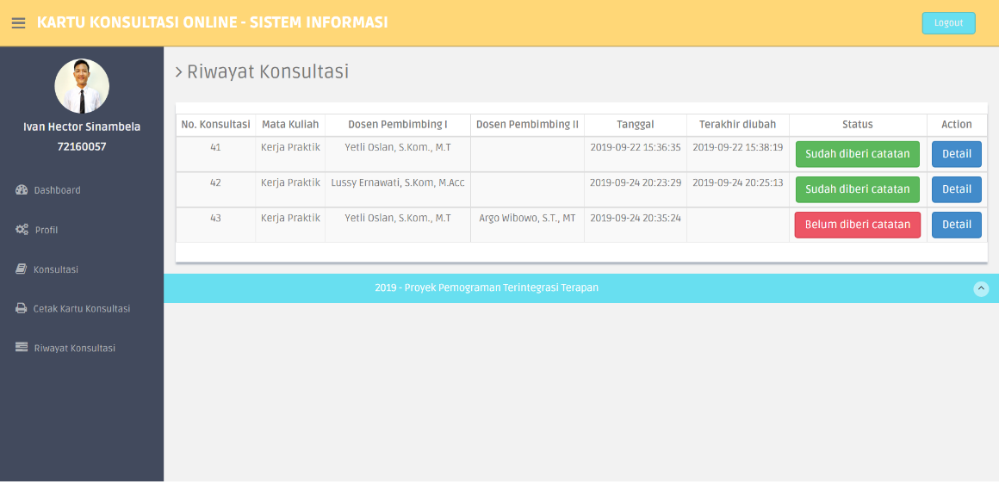 KARTU KONSULTASI ONLINE - SISTEM INFORMASI
Logout
Ivan Hector Sinambela
72160057
Dashboard
Profil
Konsultasi
Cetak Kartu Konsultasi
Riwayat Konsultasi
> Riwayat Konsultasi
No. Konsultasi Mata Kuliah Dosen Pembimbing I Dosen Pembimbing II Tanggal Terakhir diubah Status Action
41 Kerja Praktik Yetli Oslan, S.Kom., M.T 2019-09-22 15:36:35 2019-09-22 15:38:19 Sudah diberi catatan Detail
42 Kerja Praktik Lussy Ernawati, S.Kom, M.Acc 2019-09-24 20:23:29 2019-09-24 20:25:13 Sudah diberi catatan Detail
43 Kerja Praktik Yetli Oslan, S.Kom., M.T Argo Wibowo, S.T., MT 2019-09-24 20:35:24 Belum diberi catatan Detail
2019 - Proyek Pemograman Terintegrasi Terapan